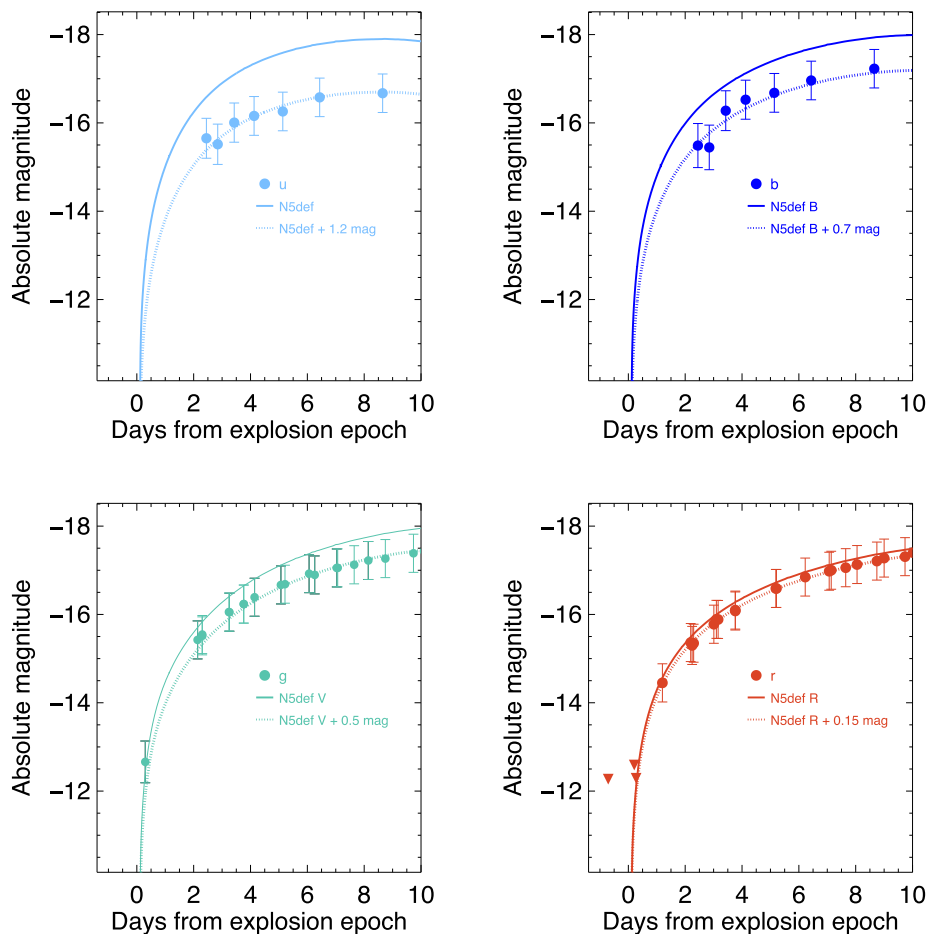 −18
−16
−14
−12
Absolute magnitude
u
N5def
N5def + 1.2 mag
0 2 4 6 8 10
Days from explosion epoch
−18
−16
−14
−12
Absolute magnitude
b
N5def B
N5def B + 0.7 mag
0 2 4 6 8 10
Days from explosion epoch
−18
−16
−14
−12
Absolute magnitude
g
N5def V
N5def V + 0.5 mag
0 2 4 6 8 10
Days from explosion epoch
−18
−16
−14
−12
Absolute magnitude
r
N5def R
N5def R + 0.15 mag
0 2 4 6 8 10
Days from explosion epoch